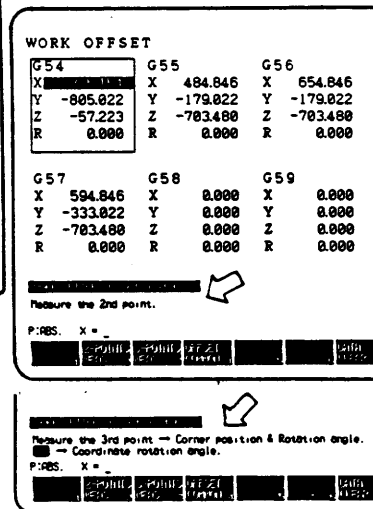 WORK OFFSET
G54 G55 G56
X X 484.846 X 654.846
Y -805.022 Y -179.022 Y -179.022
Z -57.223 Z -703.480 Z -703.480
R 0.000 R 0.000 R 0.000
G57 G58 G59
X 594.846 X 0.000 X 0.000
Y -333.022 Y 0.000 Y 0.000
Z -703.480 Z 0.000 Z 0.000
R 0.000 R 0.000 R 0.000
Measure the 2nd point.
P:ABS. X = _
Measure the 3rd point → Corner position & Rotation angle.
→ Coordinate rotation angle.
P:ABS. X = _